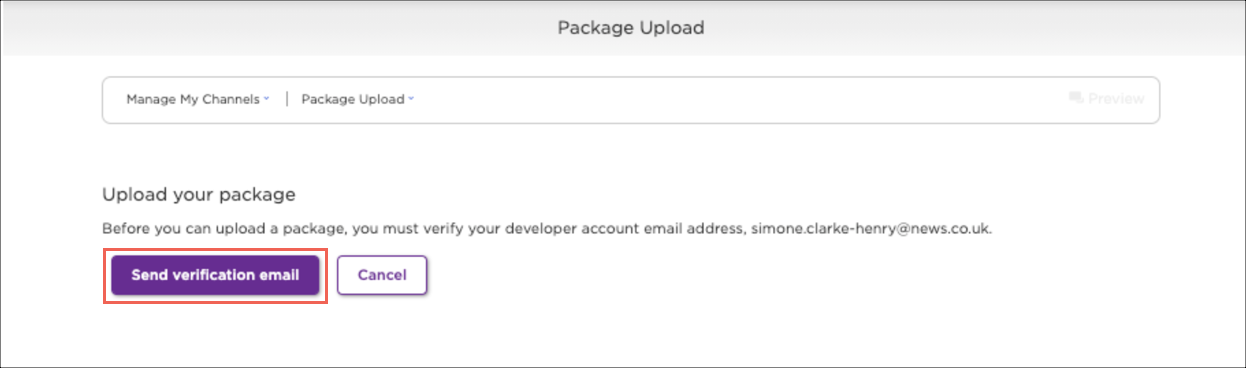 Package Upload
Manage My Channels | Package Upload Preview
Upload your package
Before you can upload a package, you must verify your developer account email address, simone.clarke-henry@news.co.uk.
Send verification email Cancel